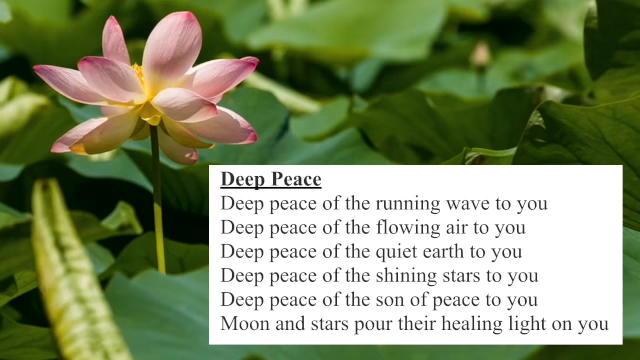 Deep Peace
Deep peace of the running wave to you
Deep peace of the flowing air to you
Deep peace of the quiet earth to you
Deep peace of the shining stars to you
Deep peace of the son of peace to you
Moon and stars pour their healing light on you